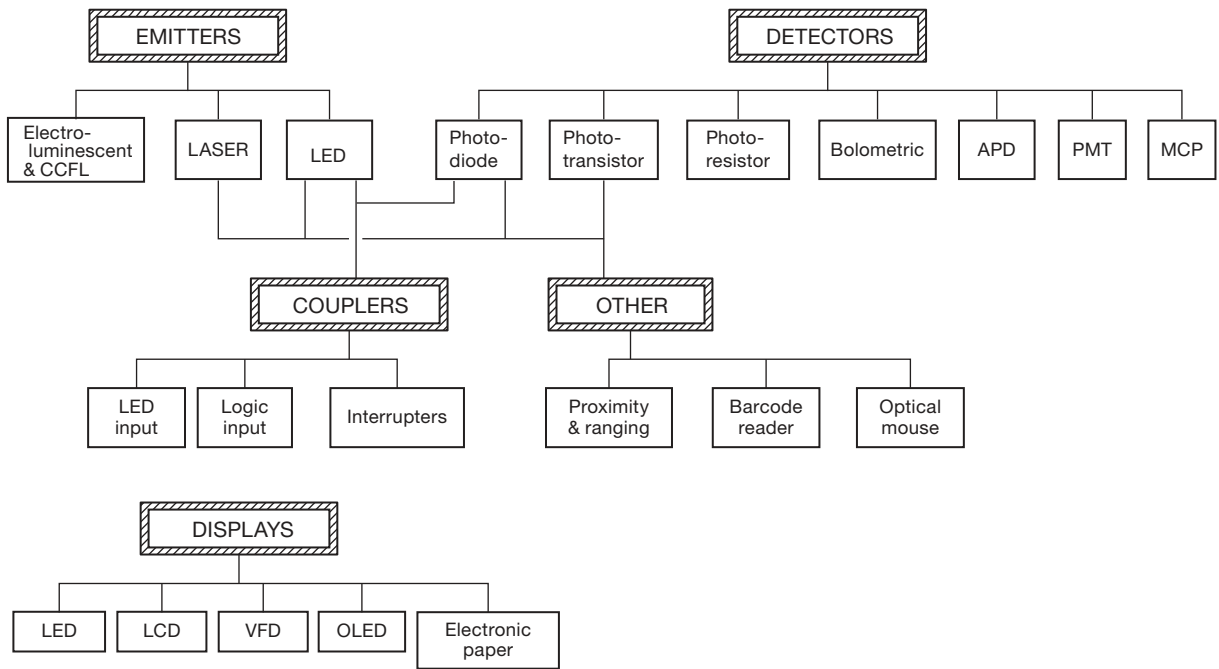 EMITTERS
DETECTORS
Electro-
luminescent
& CCFL
LASER
LED
Photo-
diode
Photo-
transistor
Photo-
resistor
Bolometric
APD
PMT
MCP
COUPLERS
OTHER
LED
input
Logic
input
Interrupters
Proximity
& ranging
Barcode
reader
Optical
mouse
DISPLAYS
LED
LCD
VFD
OLED
Electronic
paper